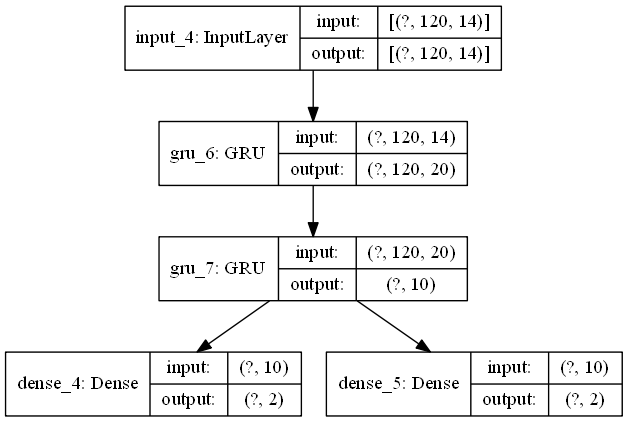 input_4: InputLayer
input: [(?, 120, 14)]
output: [(?, 120, 14)]
gru_6: GRU
input: (?, 120, 14)
output: (?, 120, 20)
gru_7: GRU
input: (?, 120, 20)
output: (?, 10)
dense_4: Dense
input: (?, 10)
output: (?, 2)
dense_5: Dense
input: (?, 10)
output: (?, 2)